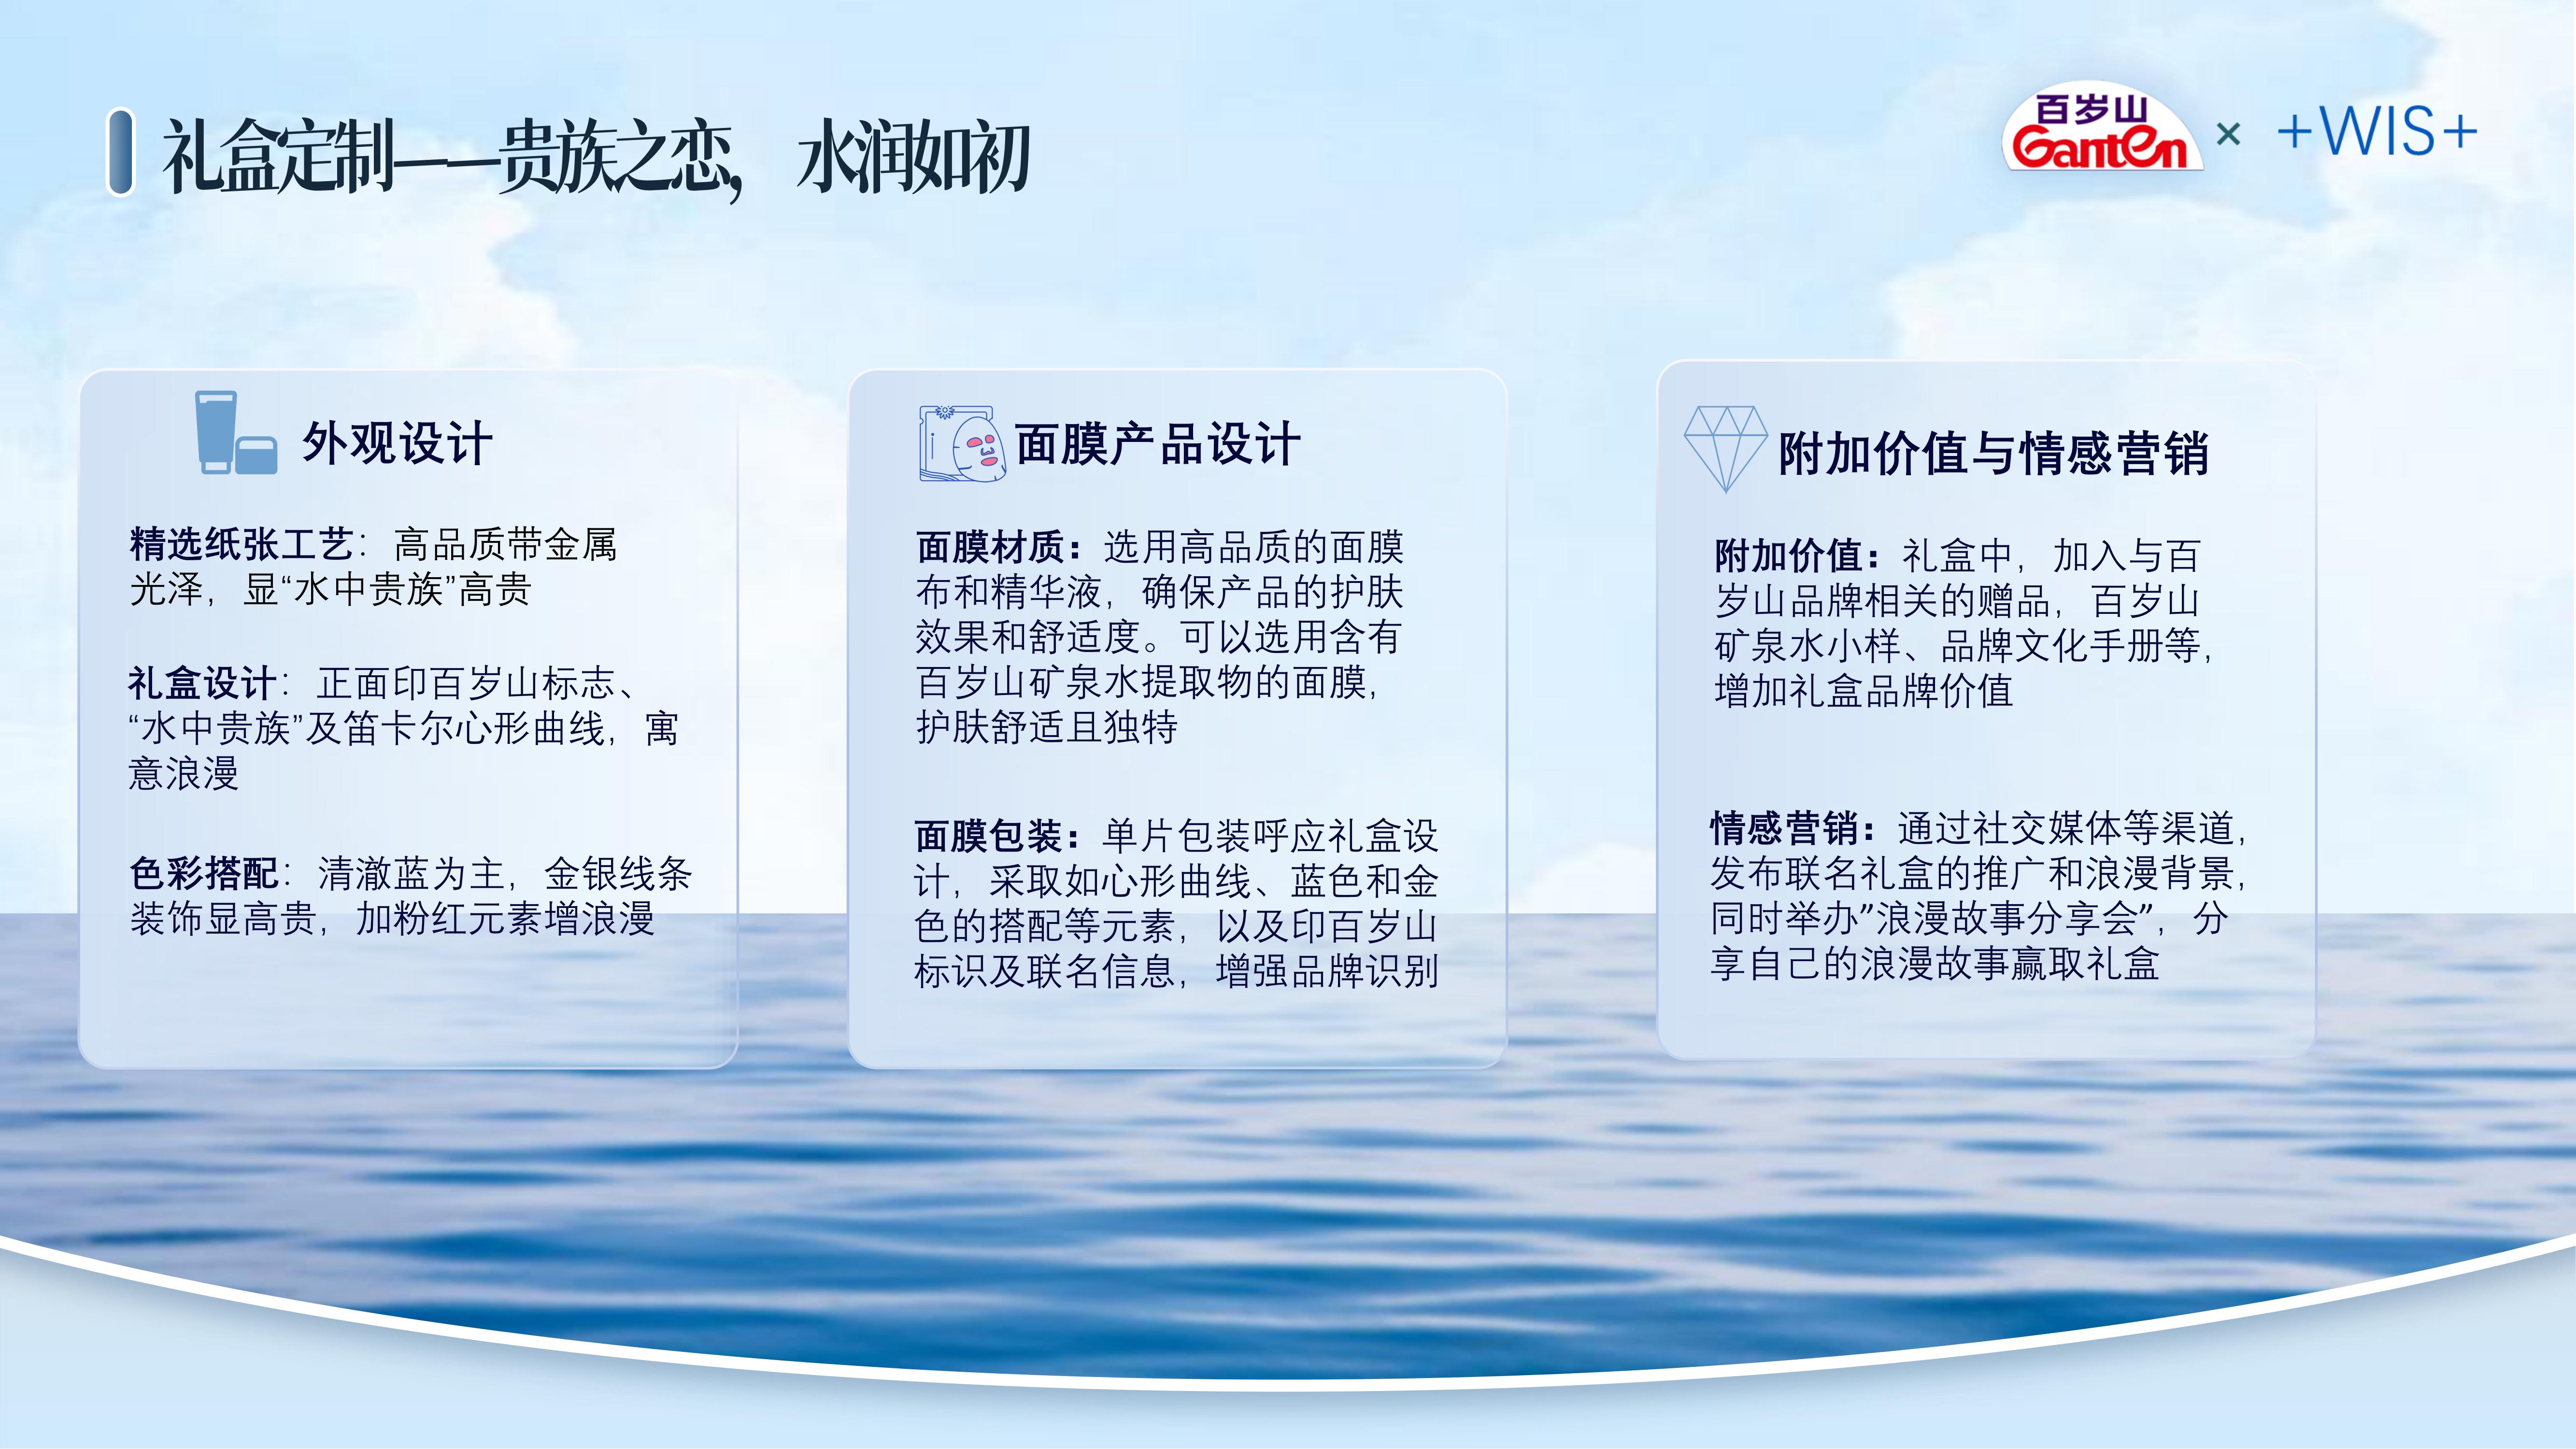 礼盒定制——贵族之恋，水润如初
百岁山
Ganten
×
+WIS+
外观设计
精选纸张工艺：高品质带金属
光泽，显“水中贵族”高贵
礼盒设计：正面印百岁山标志、
“水中贵族”及笛卡尔心形曲线，寓
意浪漫
色彩搭配：清澈蓝为主，金银线条
装饰显高贵，加粉红元素增浪漫
面膜产品设计
面膜材质：选用高品质的面膜
布和精华液，确保产品的护肤
效果和舒适度。可以选用含有
百岁山矿泉水提取物的面膜，
护肤舒适且独特
面膜包装：单片包装呼应礼盒设
计，采取如心形曲线、蓝色和金
色的搭配等元素，以及印百岁山
标识及联名信息，增强品牌识别
附加价值与情感营销
附加价值：礼盒中，加入与百
岁山品牌相关的赠品，百岁山
矿泉水小样、品牌文化手册等，
增加礼盒品牌价值
情感营销：通过社交媒体等渠道，
发布联名礼盒的推广和浪漫背景，
同时举办”浪漫故事分享会”，分
享自己的浪漫故事赢取礼盒